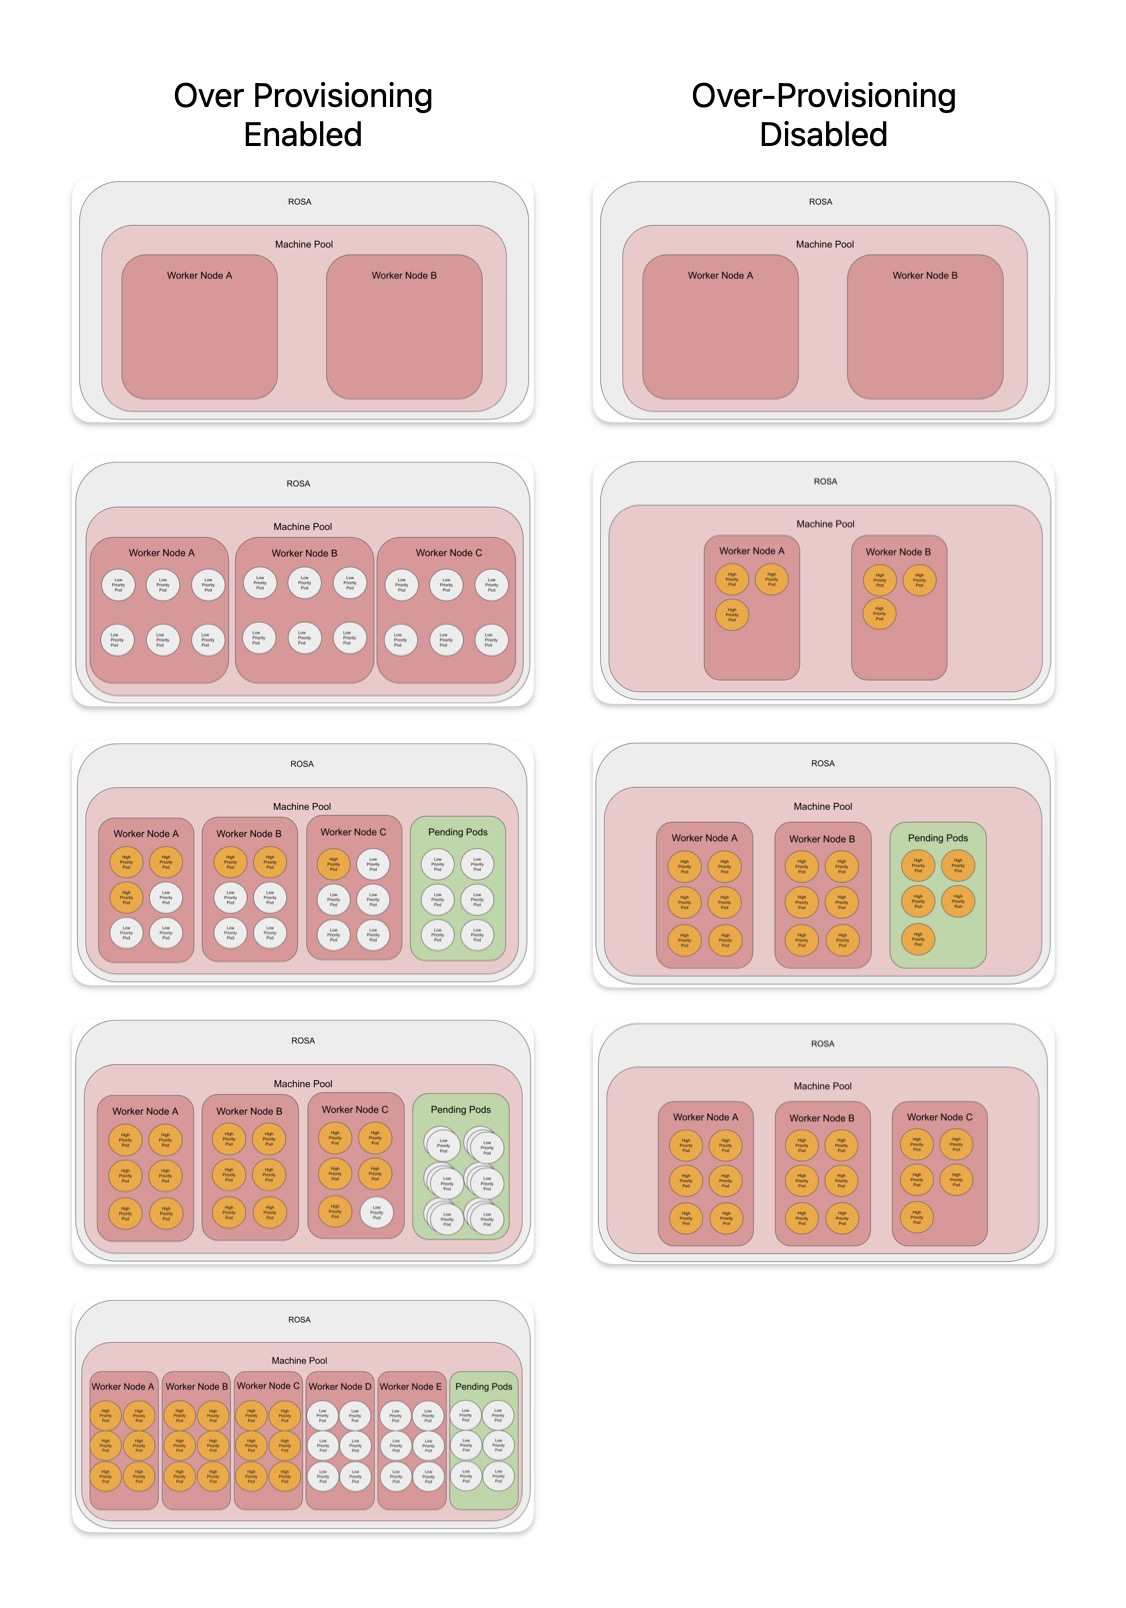 Over Provisioning
Enabled
ROSA
Machine Pool
Worker Node A Worker Node B
ROSA
Machine Pool
Worker Node A Worker Node B Worker Node C
Low Low Low Low Low Low Low Low Low
Priority Priority Priority Priority Priority Priority Priority Priority Priority
Pod Pod Pod Pod Pod Pod Pod Pod Pod
Low Low Low Low Low Low Low Low Low
Priority Priority Priority Priority Priority Priority Priority Priority Priority
Pod Pod Pod Pod Pod Pod Pod Pod Pod
ROSA
Machine Pool
Worker Node A Worker Node B Worker Node C Pending Pods
High High High High High Low Low Low
Priority Priority Priority Priority Priority Priority Priority Priority
Pod Pod Pod Pod Pod Pod Pod Pod
High Low Low Low Low Low Low Low
Priority Priority Priority Priority Priority Priority Priority Priority
Pod Pod Pod Pod Pod Pod Pod Pod
Low Low Low Low Low Low Low Low
Priority Priority Priority Priority Priority Priority Priority Priority
Pod Pod Pod Pod Pod Pod Pod Pod
ROSA
Machine Pool
Worker Node A Worker Node B Worker Node C Pending Pods
High High High High High High Low Low
Priority Priority Priority Priority Priority Priority Priority Priority
Pod Pod Pod Pod Pod Pod Pod Pod
High High High High High High Low Low
Priority Priority Priority Priority Priority Priority Priority Priority
Pod Pod Pod Pod Pod Pod Pod Pod
High High High High High Low Low Low
Priority Priority Priority Priority Priority Priority Priority Priority
Pod Pod Pod Pod Pod Pod Pod Pod
ROSA
Machine Pool
Worker Node A Worker Node B Worker Node C Worker Node D Worker Node E Pending Pods
High High High High High High Low Low Low Low Low Low
Priority Priority Priority Priority Priority Priority Priority Priority Priority Priority Priority Priority
Pod Pod Pod Pod Pod Pod Pod Pod Pod Pod Pod Pod
High High High High High High Low Low Low Low Low Low
Priority Priority Priority Priority Priority Priority Priority Priority Priority Priority Priority Priority
Pod Pod Pod Pod Pod Pod Pod Pod Pod Pod Pod Pod
High High High High High High Low Low Low Low Low Low
Priority Priority Priority Priority Priority Priority Priority Priority Priority Priority Priority Priority
Pod Pod Pod Pod Pod Pod Pod Pod Pod Pod Pod Pod
Over-Provisioning
Disabled
ROSA
Machine Pool
Worker Node A Worker Node B
ROSA
Machine Pool
Worker Node A Worker Node B
High High High High
Priority Priority Priority Priority
Pod Pod Pod Pod
High High
Priority Priority
Pod Pod
ROSA
Machine Pool
Worker Node A Worker Node B Pending Pods
High High High High High High
Priority Priority Priority Priority Priority Priority
Pod Pod Pod Pod Pod Pod
High High High High High High
Priority Priority Priority Priority Priority Priority
Pod Pod Pod Pod Pod Pod
High High High High High
Priority Priority Priority Priority Priority
Pod Pod Pod Pod Pod
ROSA
Machine Pool
Worker Node A Worker Node B Worker Node C
High High High High High High
Priority Priority Priority Priority Priority Priority
Pod Pod Pod Pod Pod Pod
High High High High High High
Priority Priority Priority Priority Priority Priority
Pod Pod Pod Pod Pod Pod
High High High High High
Priority Priority Priority Priority Priority
Pod Pod Pod Pod Pod